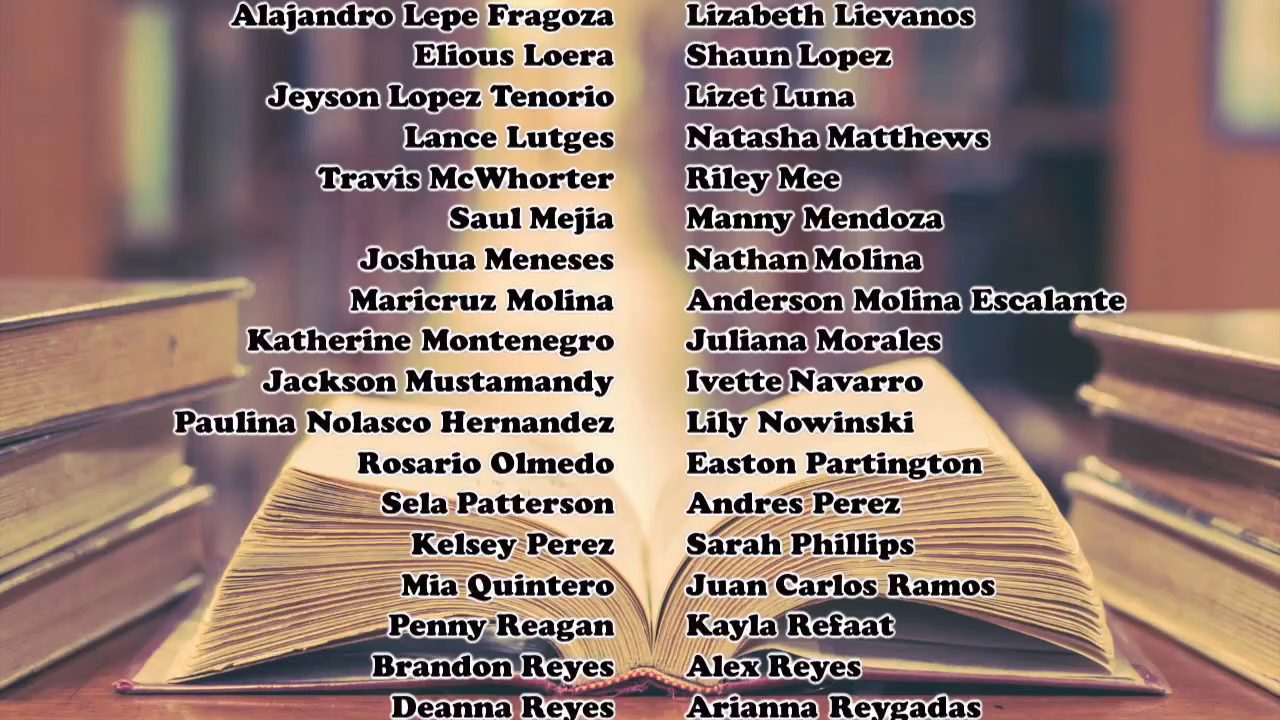 Alajandro Lepe Fragoza Lizabeth Lievanos
Elious Loera Shaun Lopez
Jeyson Lopez Tenorio Lizet Luna
Lance Lutges Natasha Matthews
Travis McWhorter Riley Mee
Saul Mejia Manny Mendoza
Joshua Meneses Nathan Molina
Maricruz Molina Anderson Molina Escalante
Katherine Montenegro Juliana Morales
Jackson Mustamandy Ivette Navarro
Paulina Nolasco Hernandez Lily Nowinski
Rosario Olmedo Easton Partington
Sela Patterson Andres Perez
Kelsey Perez Sarah Phillips
Mia Quintero Juan Carlos Ramos
Penny Reagan Kayla Refaat
Brandon Reyes Alex Reyes
Deanna Reyes Arianna Reygadas